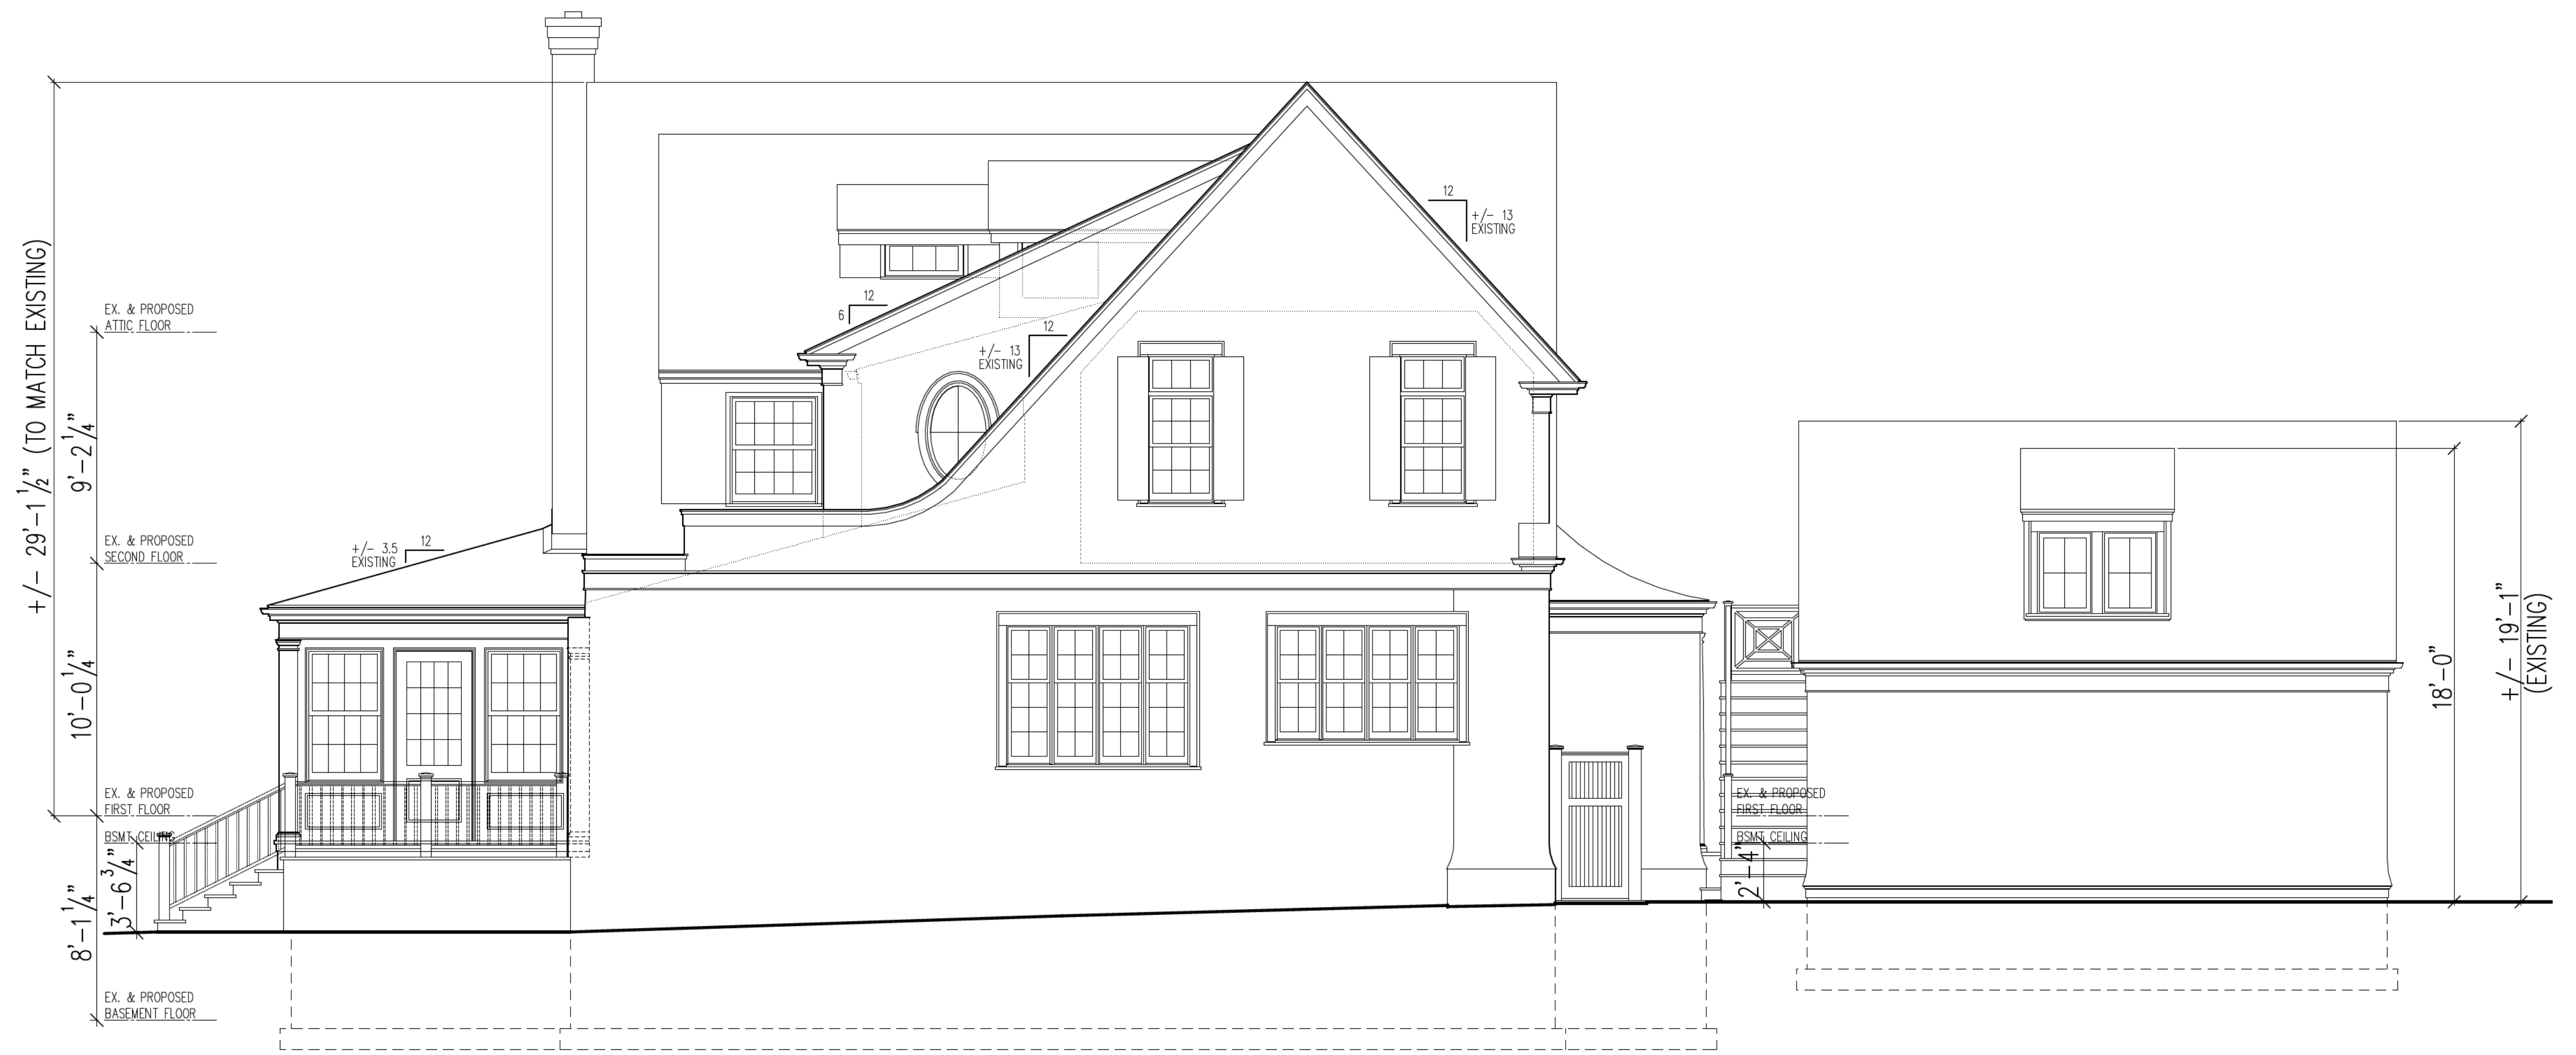 12
+/- 13
EXISTING
+/- 29'-1 1/2" (TO MATCH EXISTING)
EX. & PROPOSED
ATTIC FLOOR
12
6
12
+/- 13
EXISTING
9'-2 1/4"
EX. & PROPOSED
SECOND FLOOR
+/- 3.5
EXISTING
12
10'-0 1/4"
EX. & PROPOSED
FIRST FLOOR
BSMT CEILING
3'-6 3/4"
8'-1 1/4"
EX. & PROPOSED
BASEMENT FLOOR
EX. & PROPOSED
FIRST FLOOR
BSMT CEILING
2'-4"
18'-0"
+/- 19'-1"
(EXISTING)